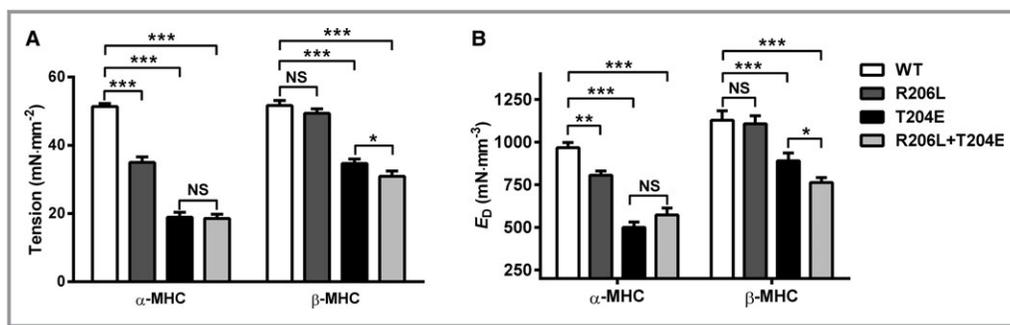 A
Tension (mN·mm⁻²)
60
40
20
0
***
***
***
NS
***
***
NS
*
α-MHC
β-MHC
B
E_D (mN·mm⁻³)
1250
1000
750
500
250
***
***
**
NS
***
***
NS
*
α-MHC
β-MHC
WT
R206L
T204E
R206L+T204E